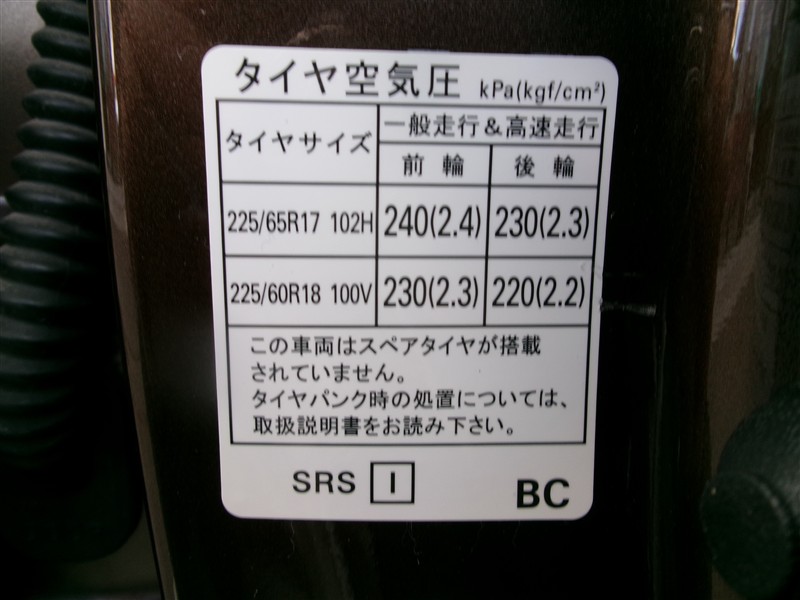 タイヤ空気圧 kPa(kgf/cm²)
タイヤサイズ 一般走行&高速走行
前輪 後輪
225/65R17 102H 240(2.4) 230(2.3)
225/60R18 100V 230(2.3) 220(2.2)
この車両はスペアタイヤが搭載
されていません。
タイヤパンク時の処置については、
取扱説明書をお読み下さい。
SRS I BC